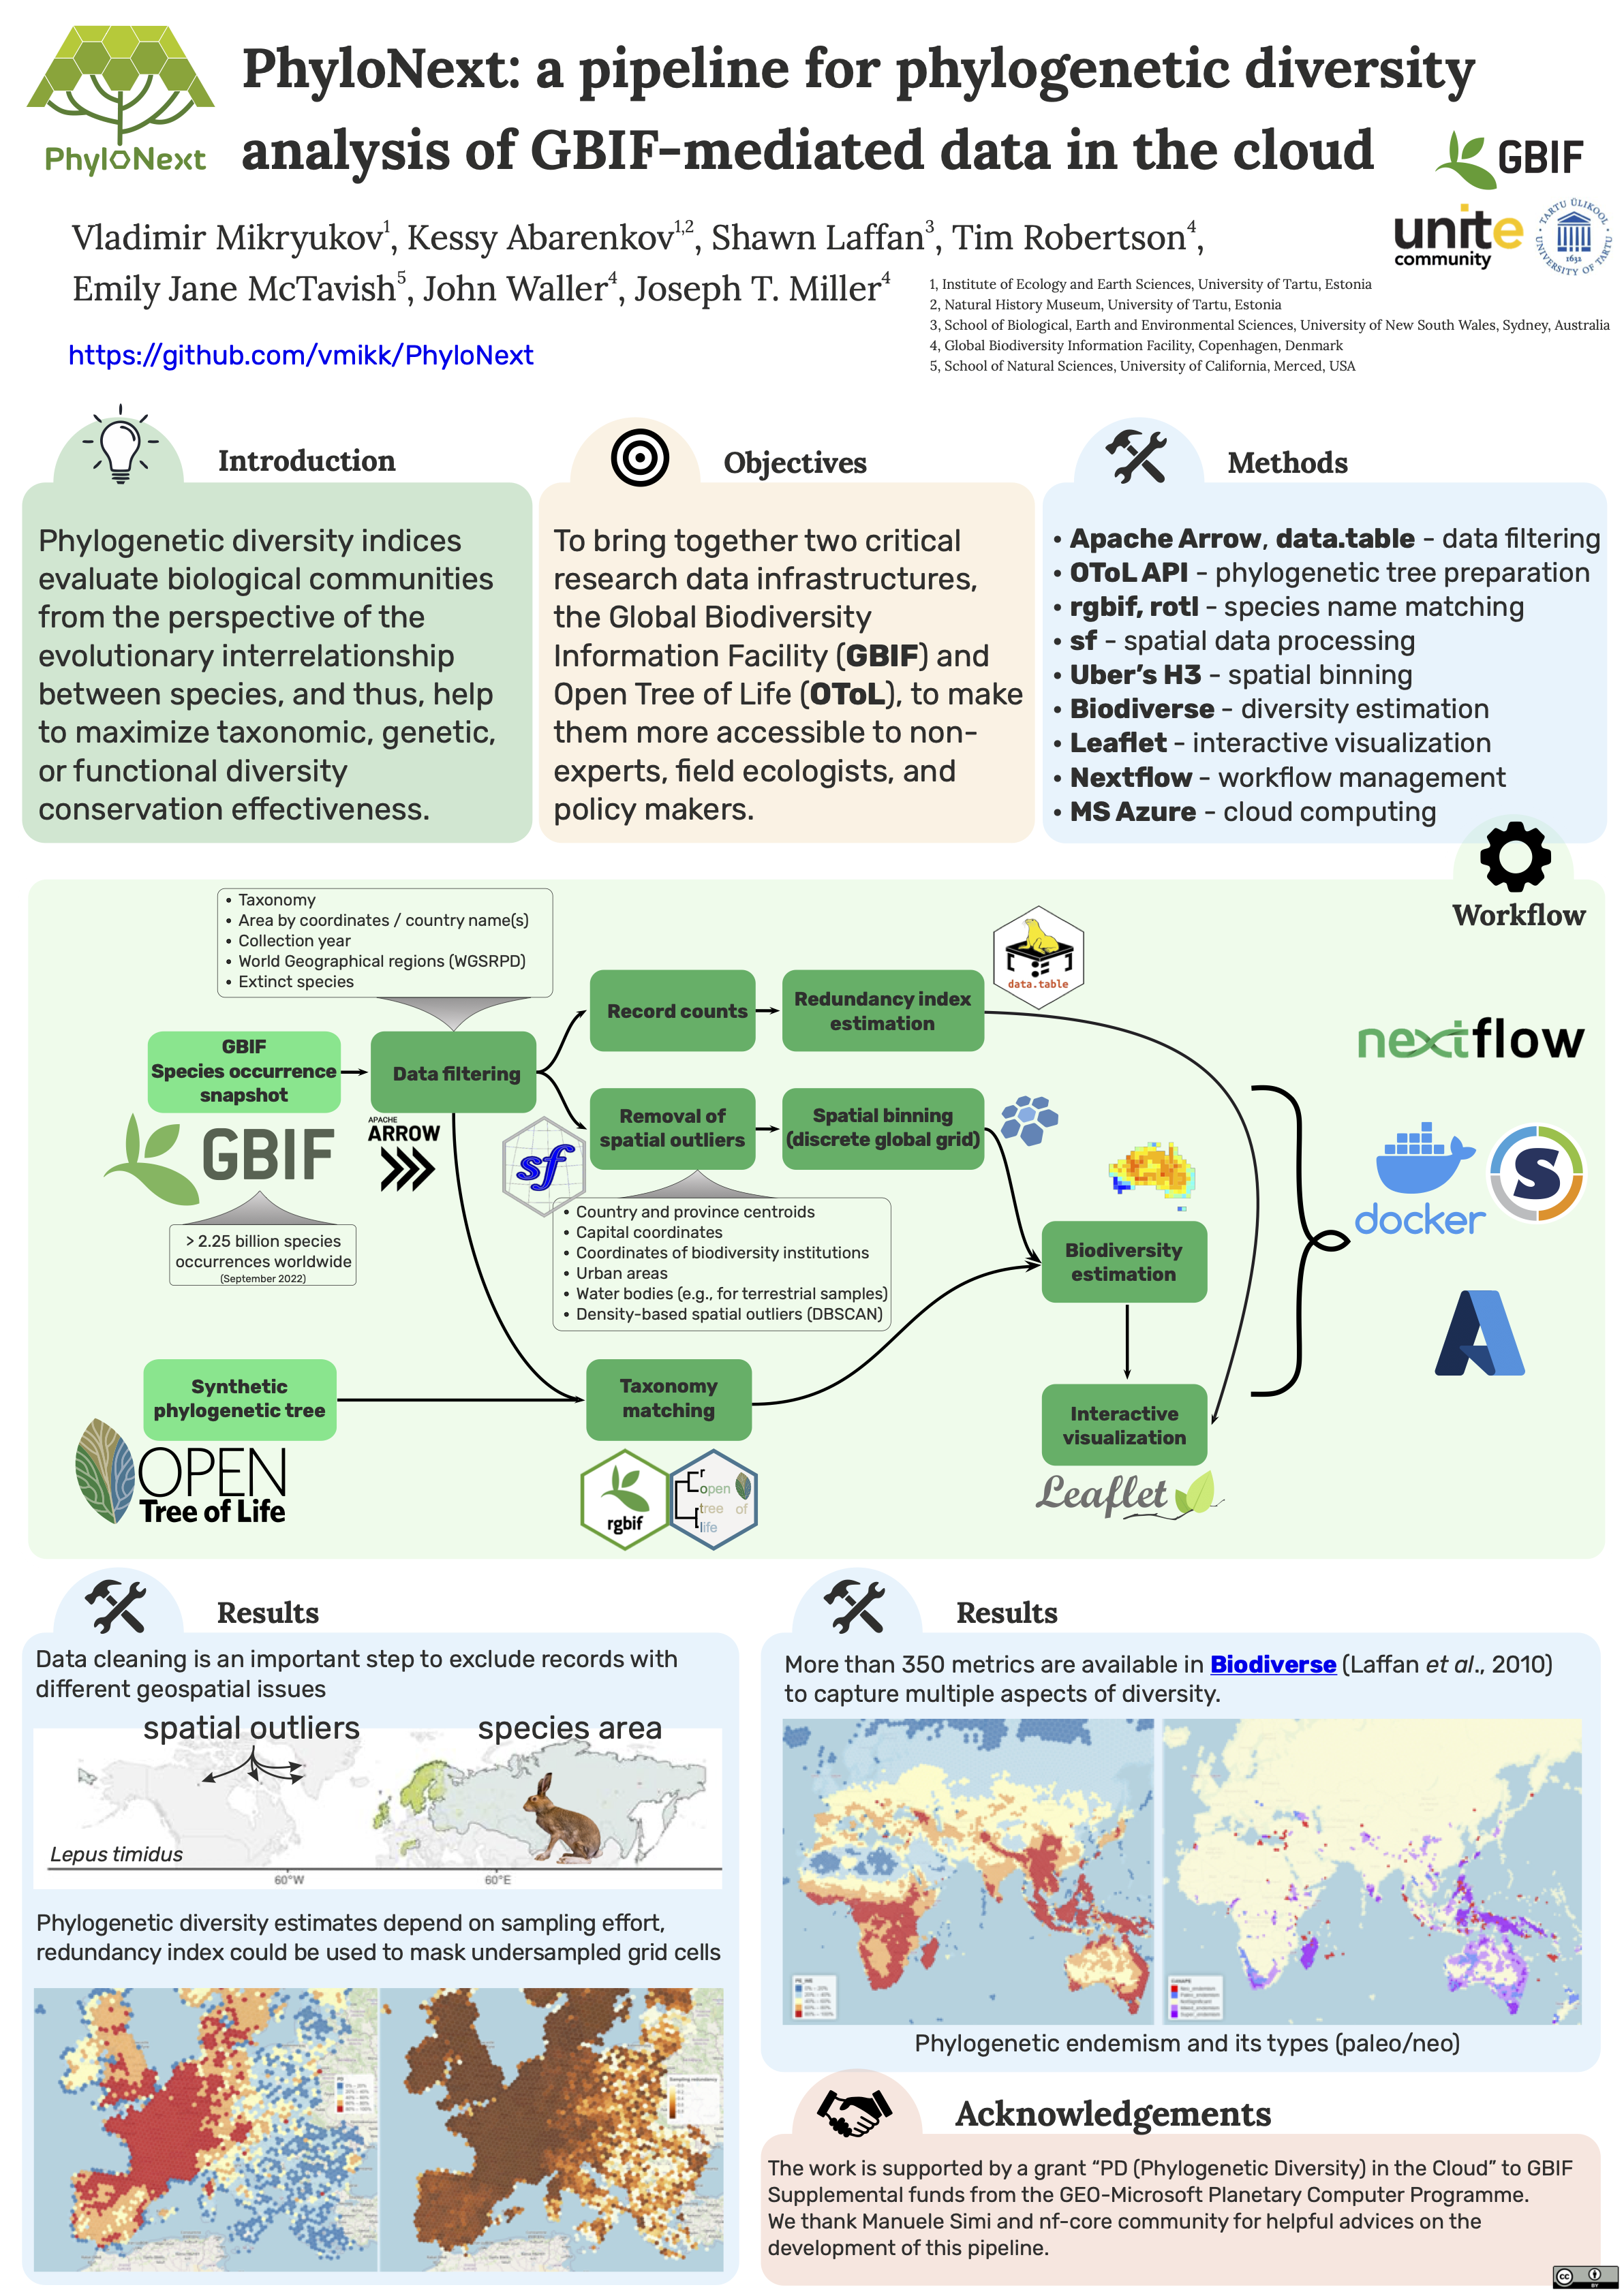 PhyloNext: a pipeline for phylogenetic diversity
analysis of GBIF-mediated data in the cloud
PhyloNext
GBIF
unite
community
TARTU ÜLIKOOL
UNIVERSITY OF TARTU
1632
Vladimir Mikryukov1, Kessy Abarenkov1,2, Shawn Laffan3, Tim Robertson4,
Emily Jane McTavish5, John Waller4, Joseph T. Miller4
https://github.com/vmikk/PhyloNext
1, Institute of Ecology and Earth Sciences, University of Tartu, Estonia
2, Natural History Museum, University of Tartu, Estonia
3, School of Biological, Earth and Environmental Sciences, University of New South Wales, Sydney, Australia
4, Global Biodiversity Information Facility, Copenhagen, Denmark
5, School of Natural Sciences, University of California, Merced, USA
Introduction
Phylogenetic diversity indices
evaluate biological communities
from the perspective of the
evolutionary interrelationship
between species, and thus, help
to maximize taxonomic, genetic,
or functional diversity
conservation effectiveness.
Objectives
To bring together two critical
research data infrastructures,
the Global Biodiversity
Information Facility (GBIF) and
Open Tree of Life (OToL), to make
them more accessible to non-
experts, field ecologists, and
policy makers.
Methods
• Apache Arrow, data.table - data filtering
• OToL API - phylogenetic tree preparation
• rgbif, rotl - species name matching
• sf - spatial data processing
• Uber's H3 - spatial binning
• Biodiverse - diversity estimation
• Leaflet - interactive visualization
• Nextflow - workflow management
• MS Azure - cloud computing
Workflow
• Taxonomy
• Area by coordinates / country name(s)
• Collection year
• World Geographical regions (WGSRPD)
• Extinct species
GBIF
Species occurrence
snapshot
Data filtering
Record counts
Redundancy index
estimation
data.table
Removal of
spatial outliers
Spatial binning
(discrete global grid)
GBIF
APACHE
ARROW
sf
> 2.25 billion species
occurrences worldwide
(September 2022)
• Country and province centroids
• Capital coordinates
• Coordinates of biodiversity institutions
• Urban areas
• Water bodies (e.g., for terrestrial samples)
• Density-based spatial outliers (DBSCAN)
Biodiversity
estimation
Synthetic
phylogenetic tree
Taxonomy
matching
Interactive
visualization
OPEN
Tree of Life
rgbif
r
open
tree of
life
Leaflet
nextflow
docker
S
Results
Data cleaning is an important step to exclude records with
different geospatial issues
spatial outliers
species area
Lepus timidus
60°W
60°E
Phylogenetic diversity estimates depend on sampling effort,
redundancy index could be used to mask undersampled grid cells
PD
Sampling redundancy
Results
More than 350 metrics are available in Biodiverse (Laffan et al., 2010)
to capture multiple aspects of diversity.
PE_WE
CANAPE
Phylogenetic endemism and its types (paleo/neo)
Acknowledgements
The work is supported by a grant “PD (Phylogenetic Diversity) in the Cloud” to GBIF
Supplemental funds from the GEO-Microsoft Planetary Computer Programme.
We thank Manuele Simi and nf-core community for helpful advices on the
development of this pipeline.
cc
BY